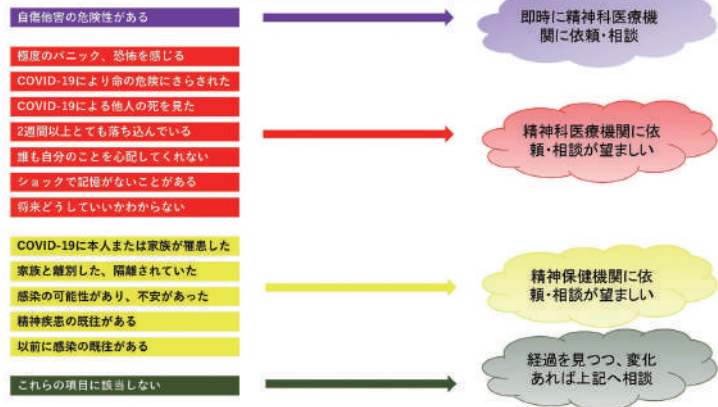 自傷他害の危険性がある
即時に精神科医療機
関に依頼・相談
極度のパニック、恐怖を感じる
COVID-19により命の危険にさらされた
COVID-19による他人の死を見た
2週間以上とても落ち込んでいる
誰も自分のことを心配してくれない
ショックで記憶がないことがある
将来どうしていいかわからない
精神科医療機関に依
頼・相談が望ましい
COVID-19に本人または家族が罹患した
家族と離別した、隔離されていた
感染の可能性があり、不安があった
精神疾患の既往がある
以前に感染の既往がある
精神保健機関に依
頼・相談が望ましい
これらの項目に該当しない
経過を見つつ、変化
あれば上記へ相談